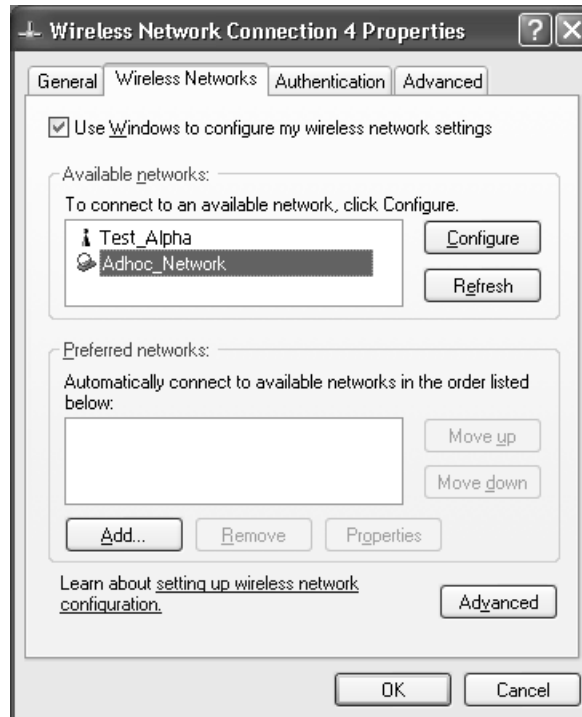 Wireless Network Connection 4 Properties
General Wireless Networks Authentication Advanced
Use Windows to configure my wireless network settings
Available networks:
To connect to an available network, click Configure.
Test_Alpha
Configure
Adhoc_Network
Refresh
Preferred networks:
Automatically connect to available networks in the order listed
below:
Move up
Move down
Add... Remove Properties
Learn about setting up wireless network
configuration.
Advanced
OK Cancel